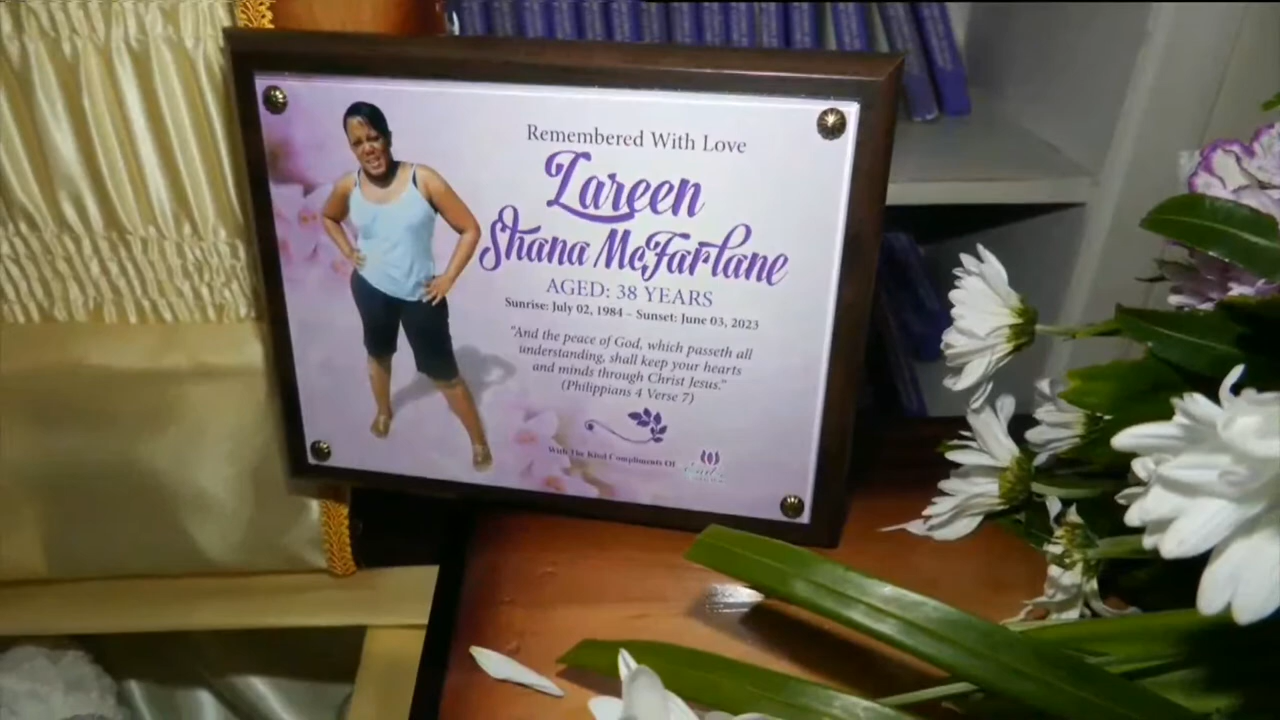 Remembered With Love
Lareen
Shana McFarlane
AGED: 38 YEARS
Sunrise: July 02, 1984 – Sunset: June 03, 2023
"And the peace of God, which passeth all
understanding, shall keep your hearts
and minds through Christ Jesus."
(Philippians 4 Verse 7)
With The Kind Compliments Of